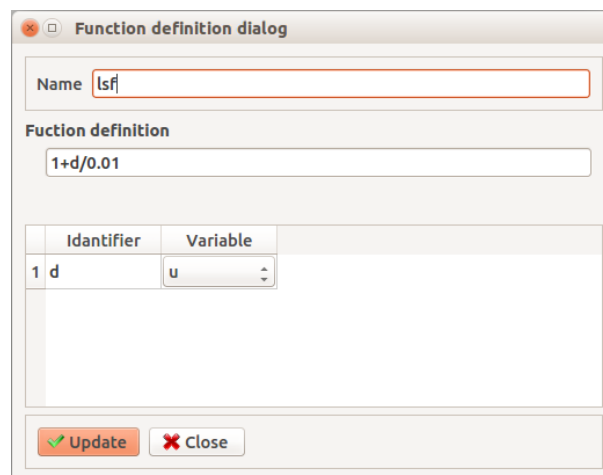 Function definition dialog
Name lsf
Fuction definition
1+d/0.01
Idantifier Variable
1 d u
Update Close